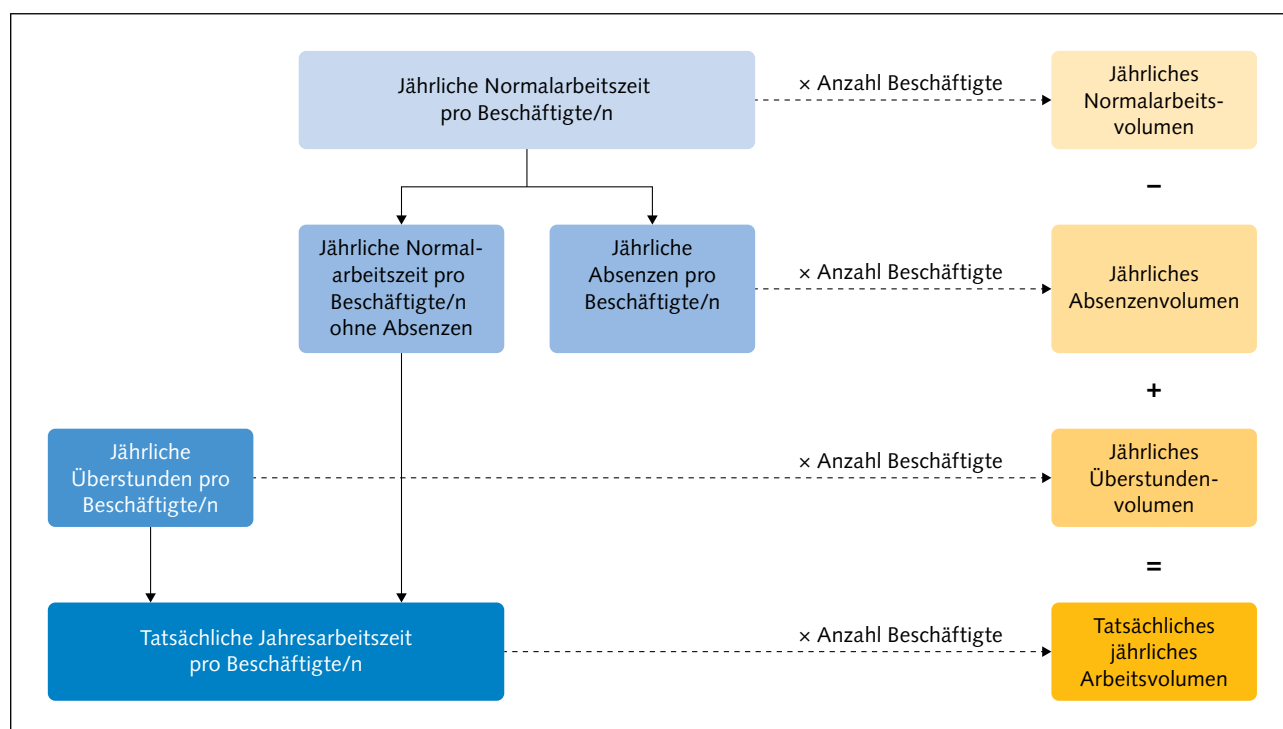 Jährliche Normalarbeitszeit
pro Beschäftigte/n
× Anzahl Beschäftigte
Jährliches
Normalarbeits-
volumen
–
Jährliche Normal-
arbeitszeit pro
Beschäftigte/n
ohne Absenzen
Jährliche
Absenzen pro
Beschäftigte/n
× Anzahl Beschäftigte
Jährliches
Absenzenvolumen
+
Jährliche
Überstunden pro
Beschäftigte/n
× Anzahl Beschäftigte
Jährliches
Überstunden-
volumen
=
Tatsächliche Jahresarbeitszeit
pro Beschäftigte/n
× Anzahl Beschäftigte
Tatsächliches
jährliches
Arbeitsvolumen